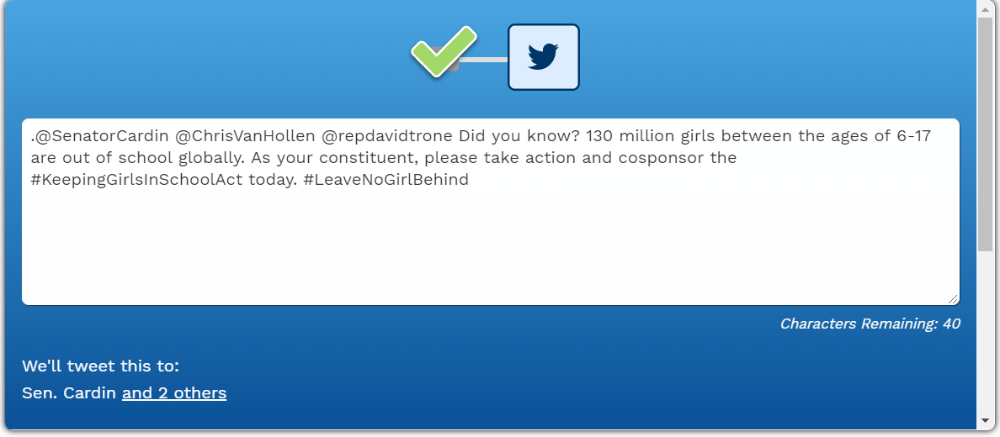 .@SenatorCardin @ChrisVanHollen @repdavidtrone Did you know? 130 million girls between the ages of 6-17
are out of school globally. As your constituent, please take action and cosponsor the
#KeepingGirlsInSchoolAct today. #LeaveNoGirlBehind
Characters Remaining: 40
We'll tweet this to:
Sen. Cardin and 2 others